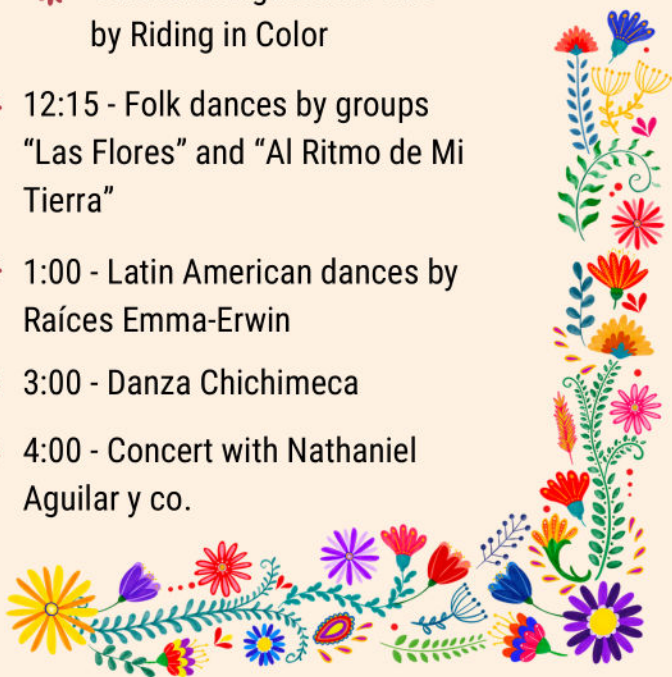 by Riding in Color
12:15 - Folk dances by groups
“Las Flores” and “Al Ritmo de Mi
Tierra”
1:00 - Latin American dances by
Raíces Emma-Erwin
3:00 - Danza Chichimeca
4:00 - Concert with Nathaniel
Aguilar y co.